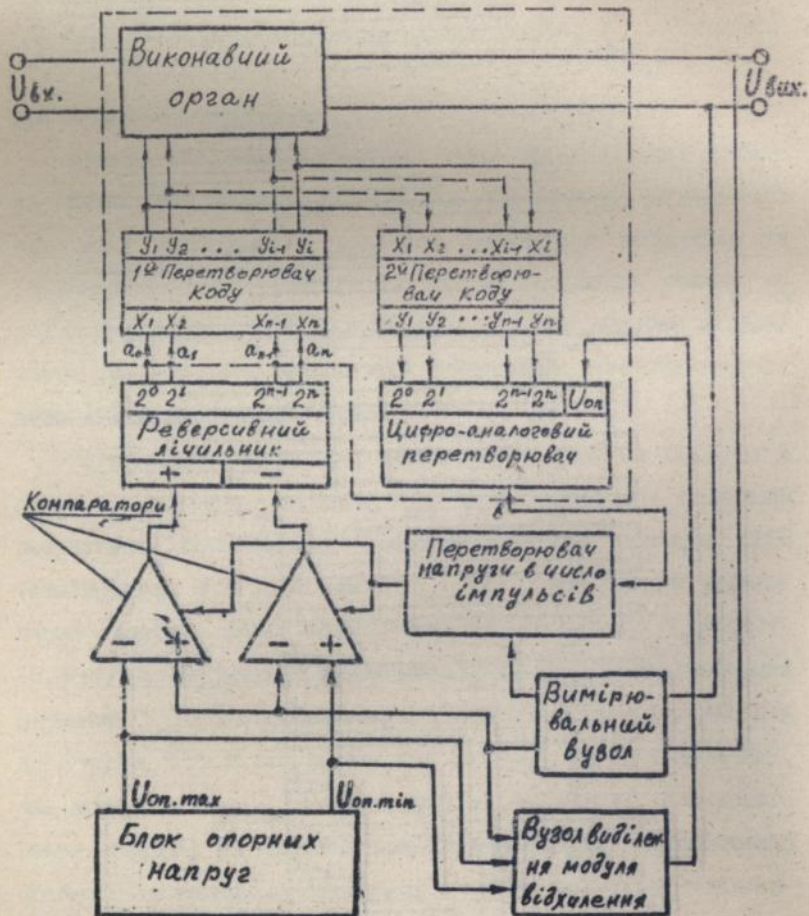 Виконавчий
орган
Uвх.
Uвих.
y₁ y₂ . . . yi-1 yi
1й Перетворювач
коду
X₁ X₂ Xn-1 Xn
a₀ a₁ an-1 an
X₁ X₂ ...Xi-1 Xi
2й Перетворю-
вач коду
y₁ y₂ ...yn-1 yn
2⁰ 2¹ 2ⁿ⁻¹ 2ⁿ
Реверсивний
лічильник
+ −
2⁰ 2¹ 2ⁿ⁻¹ 2ⁿ Uоп
Цифро-аналоговий
перетворювач
Компаратори
Перетворювач
напруги в число
імпульсів
− +
− +
Вимірю-
вальний
вузол
Uоп.max
Uоп.min
Блок опорних
напруг
Вузол виділен-
ня модуля
відхилення